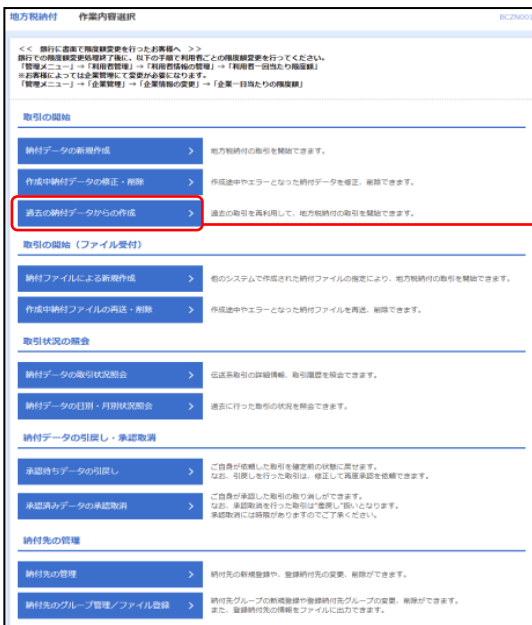 地方税納付　作業内容選択
BCZN001
<< 銀行に書面で限度額変更を行ったお客様へ >>
銀行での限度額変更処理終了後に、以下の手順で利用者ごとの限度額変更を行ってください。
「管理メニュー」→「利用者管理」→「利用者情報の管理」→「利用者一回当たり限度額」
※お客様によっては企業管理にて変更が必要になります。
「管理メニュー」→「企業管理」→「企業情報の変更」→「企業一日当たりの限度額」
取引の開始
納付データの新規作成 >
地方税納付の取引を開始できます。
作成中納付データの修正・削除 >
作成途中やエラーとなった納付データを修正、削除できます。
過去の納付データからの作成 >
過去の取引を再利用して、地方税納付の取引を開始できます。
取引の開始（ファイル受付）
納付ファイルによる新規作成 >
他のシステムで作成された納付ファイルの指定により、地方税納付の取引を開始できます。
作成中納付ファイルの再送・削除 >
作成途中やエラーとなった納付ファイルを再送、削除できます。
取引状況の照会
納付データの取引状況照会 >
伝送系取引の詳細情報、取引履歴を照会できます。
納付データの日別・月別状況照会 >
過去に行った取引の状況を照会できます。
納付データの引戻し・承認取消
承認待ちデータの引戻し >
ご自身が依頼した取引を確定前の状態に戻せます。
なお、引戻しを行った取引は、修正して再度承認を依頼できます。
承認済みデータの承認取消 >
ご自身が承認した取引の取り消しができます。
なお、承認取消を行った取引は"差戻し"扱いとなります。
承認取消には時限がありますのでご了承ください。
納付先の管理
納付先の管理 >
納付先の新規登録や、登録納付先の変更、削除ができます。
納付先のグループ管理／ファイル登録 >
納付先グループの新規登録や登録納付先グループの変更、削除ができます。
また、登録納付先の情報をファイルに出力できます。